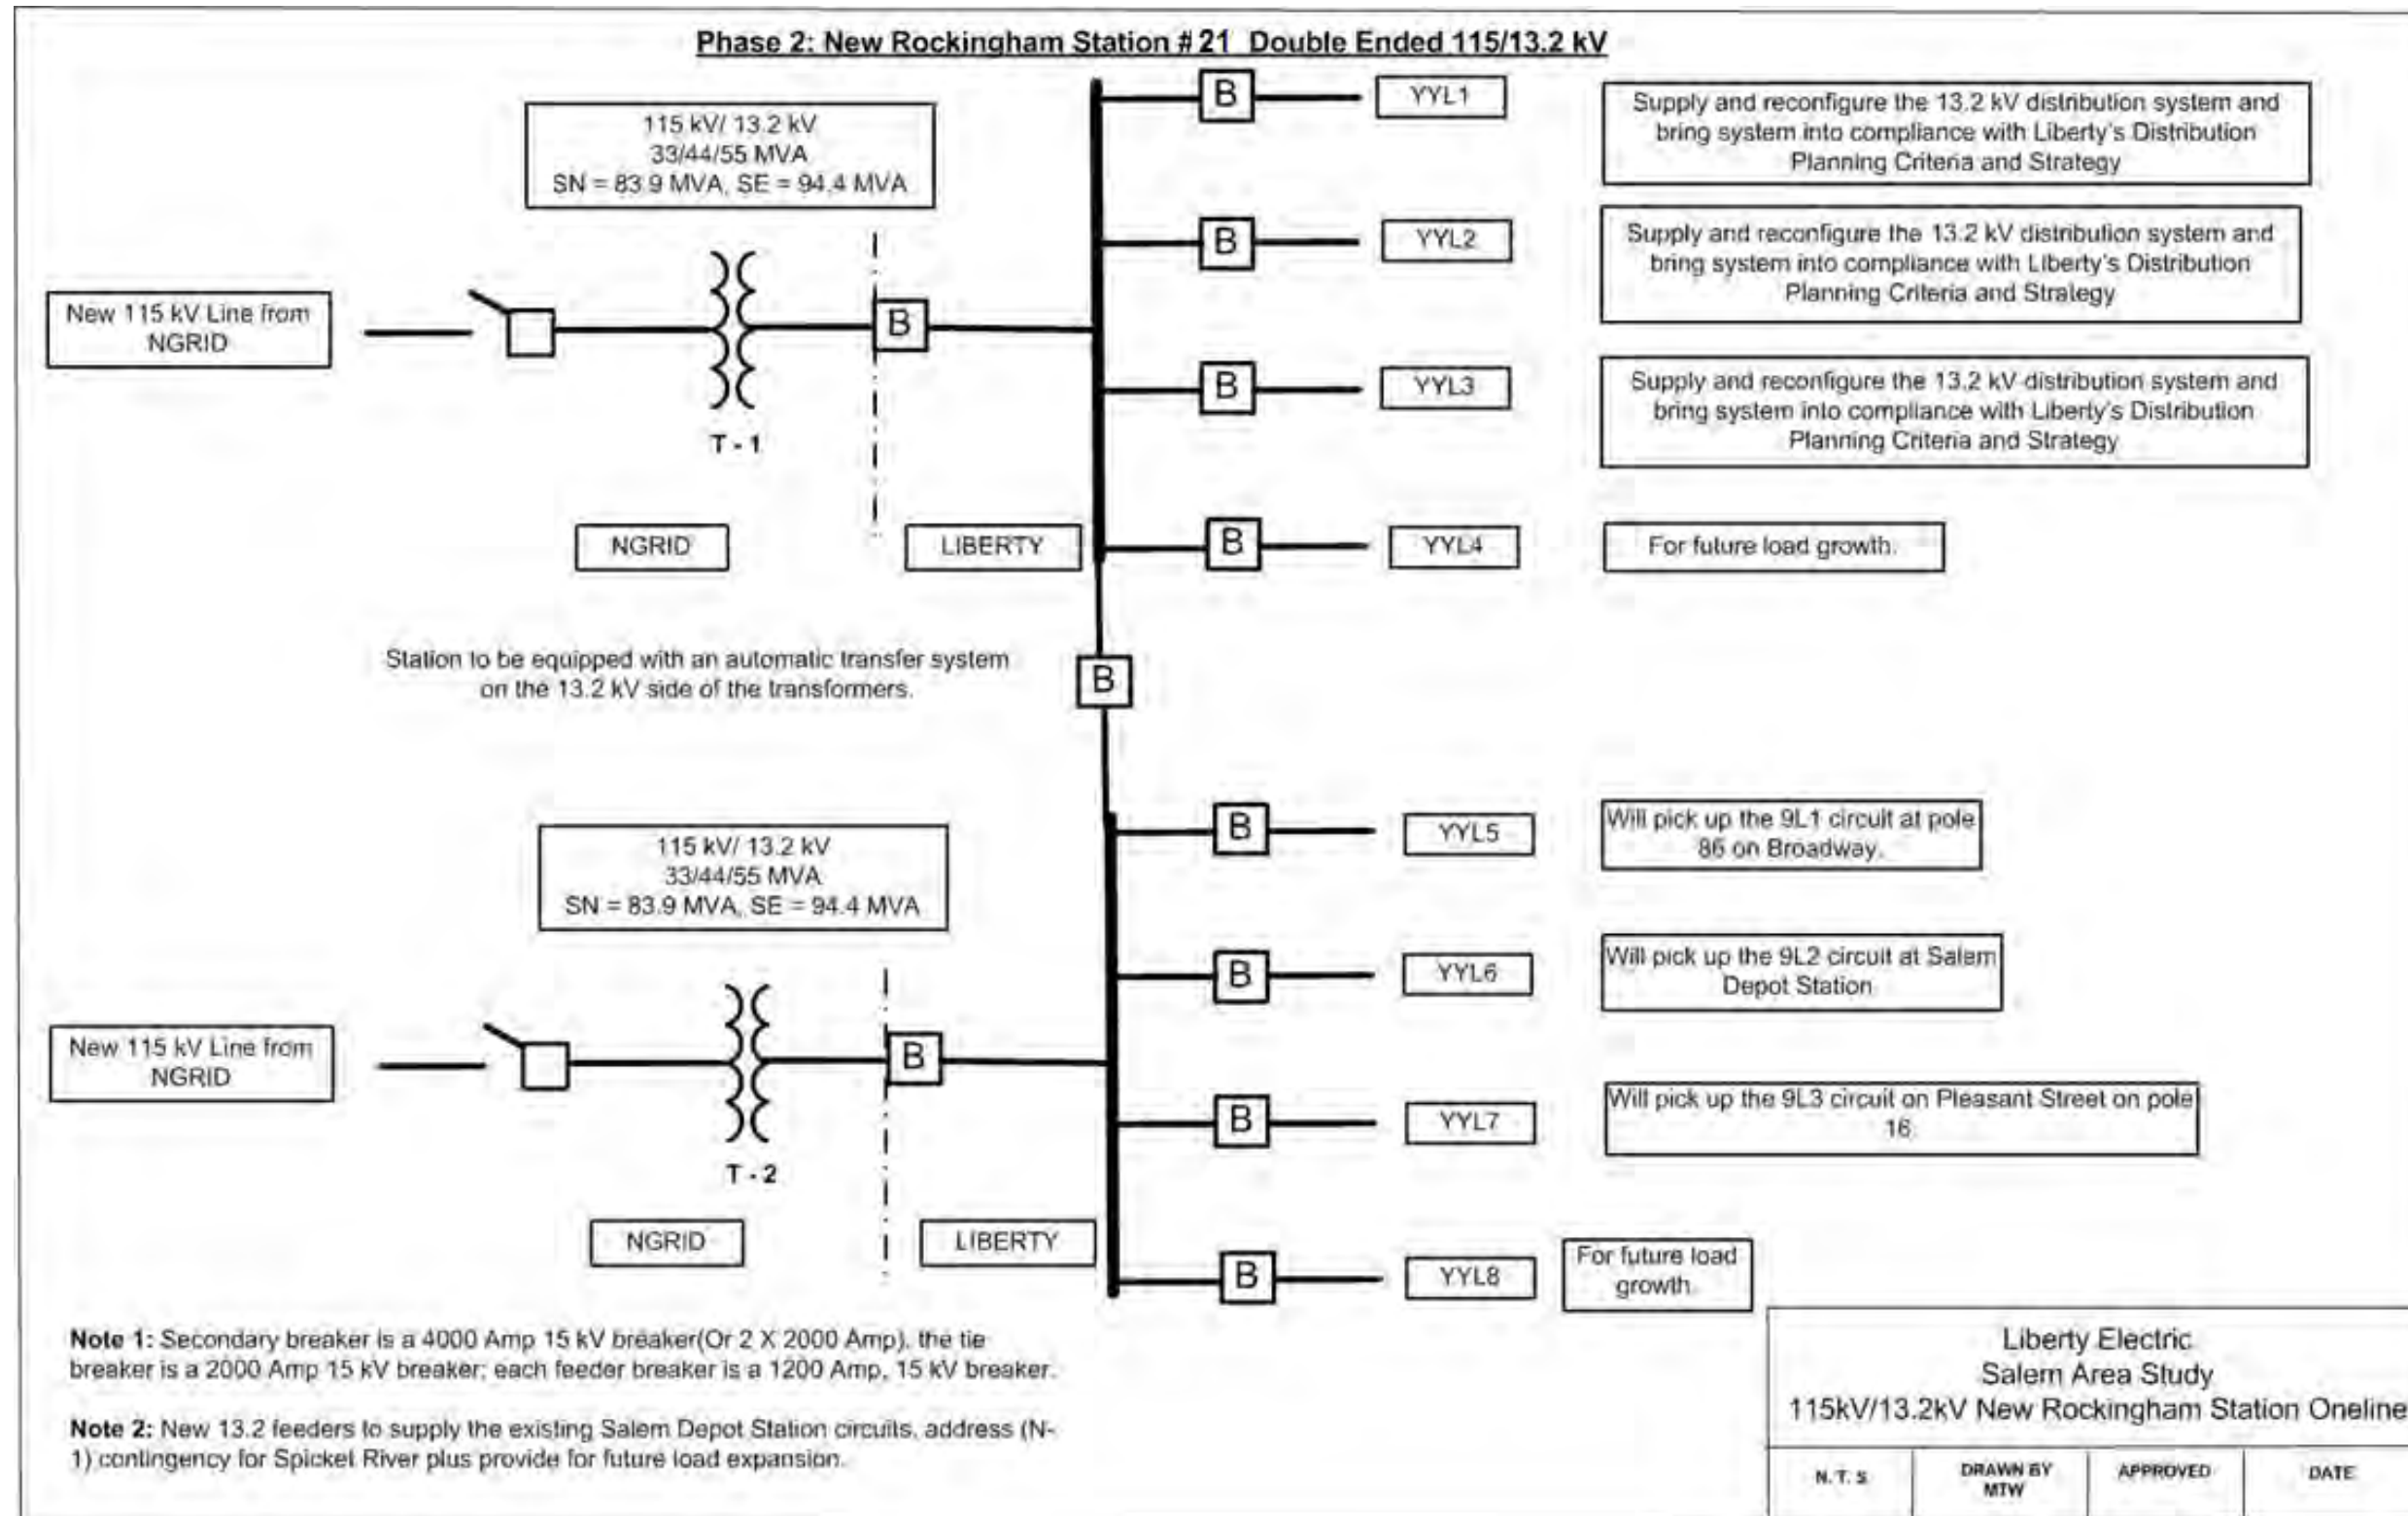 Phase 2: New Rockingham Station # 21 Double Ended 115/13.2 kV
115 kV/ 13.2 kV
33/44/55 MVA
SN = 83.9 MVA, SE = 94.4 MVA
New 115 kV Line from
NGRID
B
T - 1
NGRID
LIBERTY
B
YYL1
Supply and reconfigure the 13.2 kV distribution system and
bring system into compliance with Liberty's Distribution
Planning Criteria and Strategy
B
YYL2
Supply and reconfigure the 13.2 kV distribution system and
bring system into compliance with Liberty's Distribution
Planning Criteria and Strategy
B
YYL3
Supply and reconfigure the 13.2 kV distribution system and
bring system into compliance with Liberty's Distribution
Planning Criteria and Strategy
B
YYL4
For future load growth.
Station to be equipped with an automatic transfer system
on the 13.2 kV side of the transformers.
B
115 kV/ 13.2 kV
33/44/55 MVA
SN = 83.9 MVA, SE = 94.4 MVA
New 115 kV Line from
NGRID
B
T - 2
NGRID
LIBERTY
B
YYL5
Will pick up the 9L1 circuit at pole
86 on Broadway.
B
YYL6
Will pick up the 9L2 circuit at Salem
Depot Station
B
YYL7
Will pick up the 9L3 circuit on Pleasant Street on pole
16
B
YYL8
For future load
growth.
Note 1: Secondary breaker is a 4000 Amp 15 kV breaker(Or 2 X 2000 Amp), the tie
breaker is a 2000 Amp 15 kV breaker; each feeder breaker is a 1200 Amp, 15 kV breaker.
Note 2: New 13.2 feeders to supply the existing Salem Depot Station circuits, address (N-
1) contingency for Spicket River plus provide for future load expansion.
Liberty Electric
Salem Area Study
115kV/13.2kV New Rockingham Station Oneline
N. T. S
DRAWN BY
MTW
APPROVED
DATE